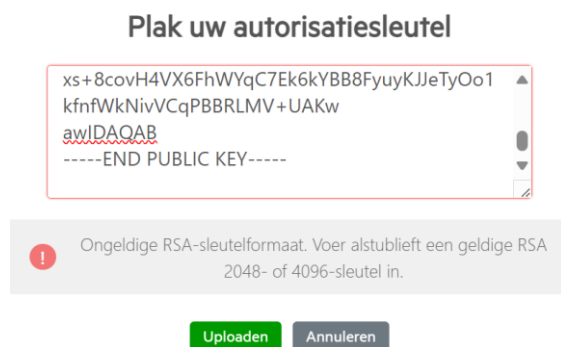 Plak uw autorisatiesleutel
xs+8covH4VX6FhWYqC7Ek6kYBB8FyuyKJJeTyOo1
kfnfWkNivVCqPBBRLMV+UAKw
awIDAQAB
-----END PUBLIC KEY-----
Ongeldige RSA-sleutelformaat. Voer alstublieft een geldige RSA
2048- of 4096-sleutel in.
Uploaden Annuleren